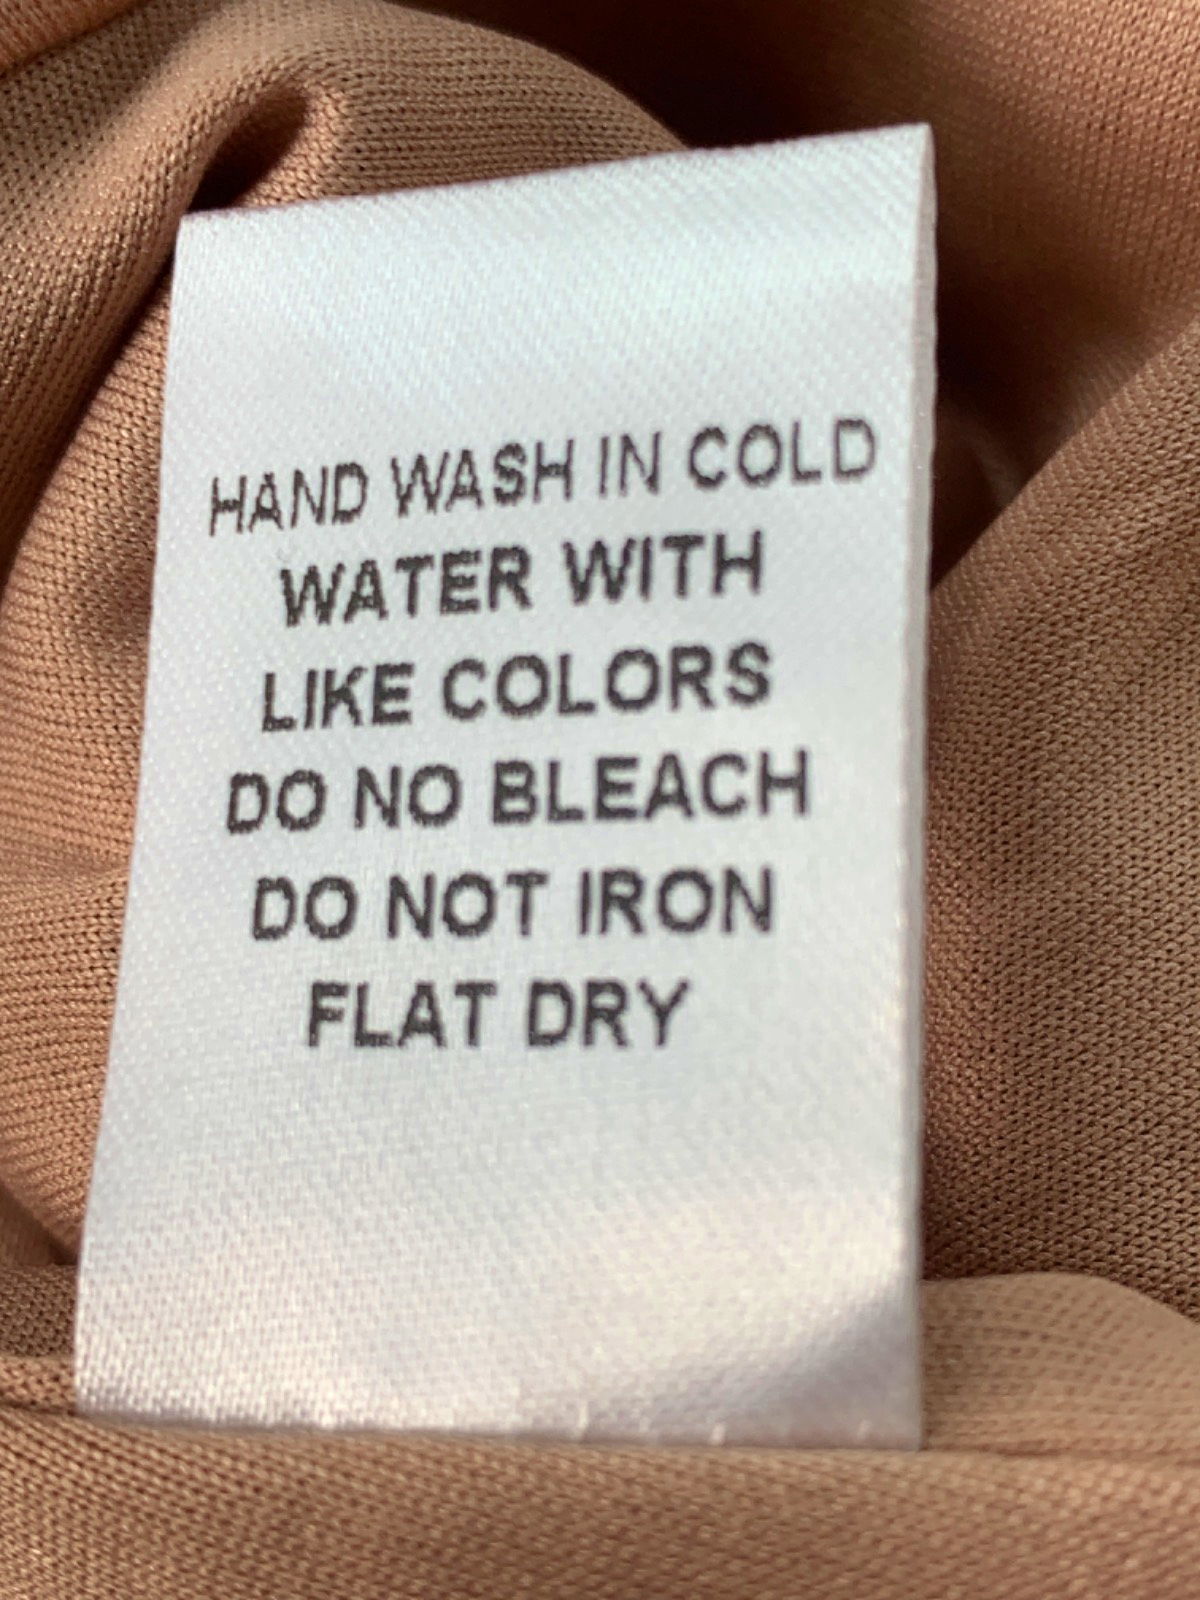 HAND WASH IN COLD
WATER WITH
LIKE COLORS
DO NO BLEACH
DO NOT IRON
FLAT DRY